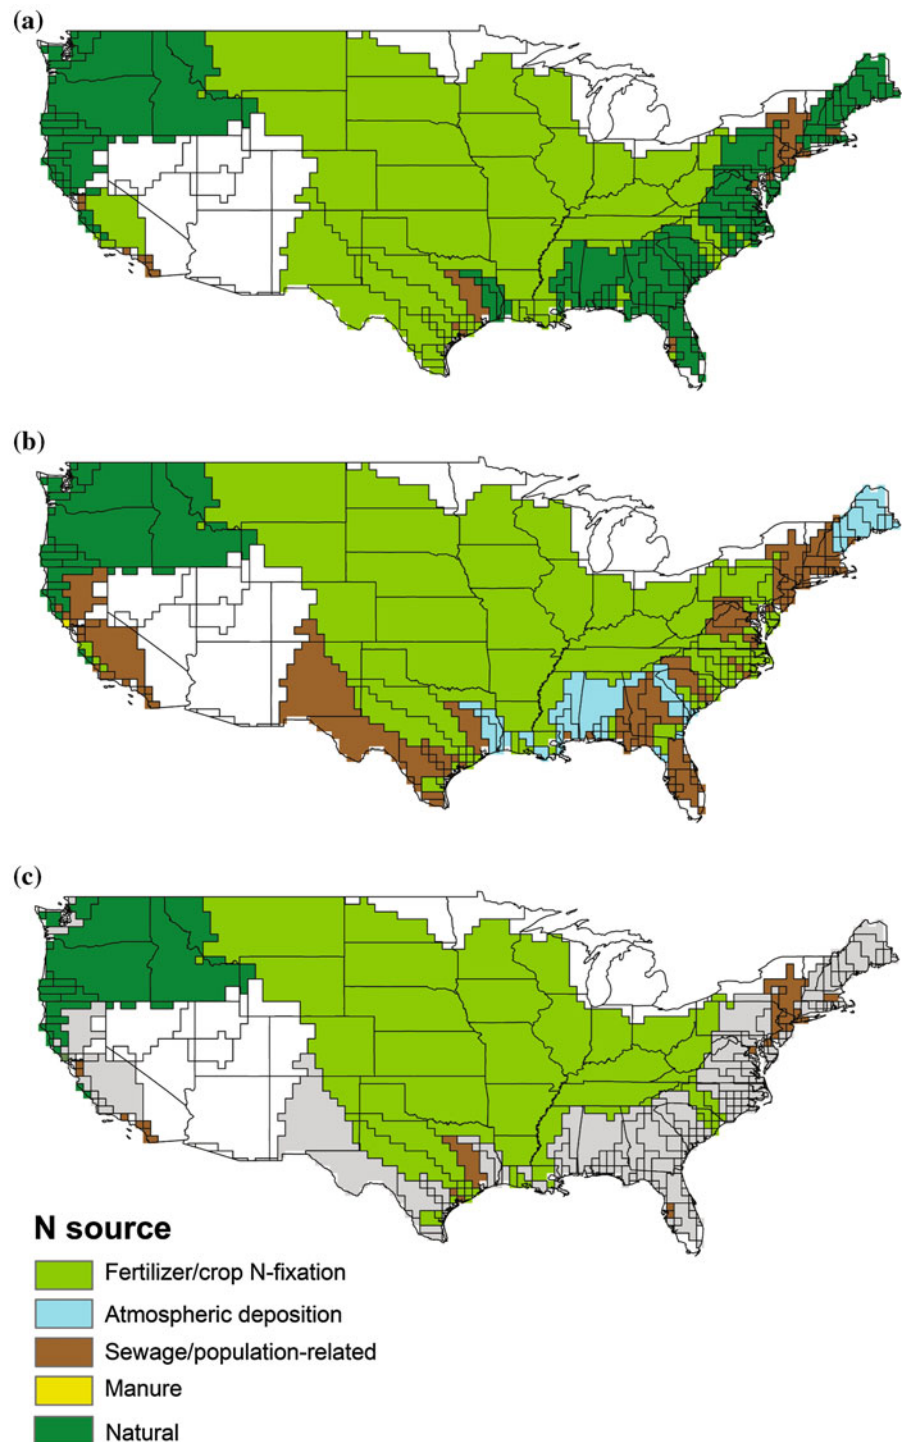 (a)
(b)
(c)
N source
Fertilizer/crop N-fixation
Atmospheric deposition
Sewage/population-related
Manure
Natural